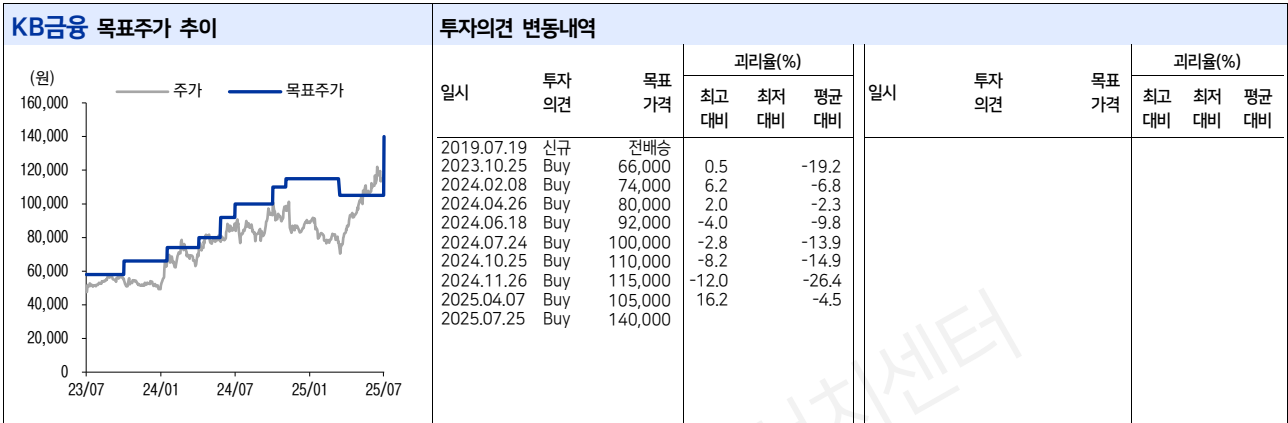 KB금융 목표주가 추이
(원)
주가
목표주가
160,000
140,000
120,000
100,000
80,000
60,000
40,000
20,000
0
23/07 24/01 24/07 25/01 25/07
투자의견 변동내역
일시 투자의견 목표가격 괴리율(%)
최고대비 최저대비 평균대비
2019.07.19 신규 전배승
2023.10.25 Buy 66,000 0.5 -19.2
2024.02.08 Buy 74,000 6.2 -6.8
2024.04.26 Buy 80,000 2.0 -2.3
2024.06.18 Buy 92,000 -4.0 -9.8
2024.07.24 Buy 100,000 -2.8 -13.9
2024.10.25 Buy 110,000 -8.2 -14.9
2024.11.26 Buy 115,000 -12.0 -26.4
2025.04.07 Buy 105,000 16.2 -4.5
2025.07.25 Buy 140,000
일시 투자의견 목표가격 괴리율(%)
최고대비 최저대비 평균대비